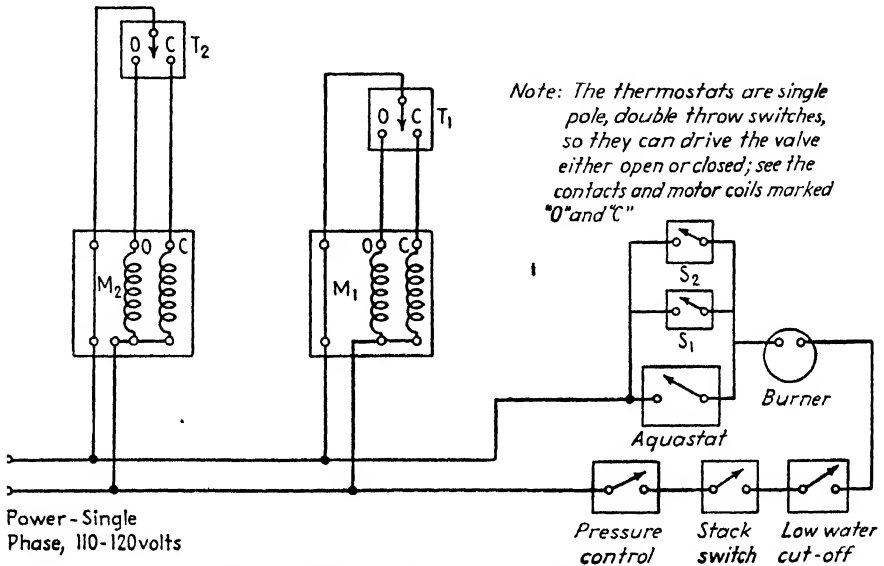 O C T₂
O C T₁
Note: The thermostats are single
pole, double throw switches,
so they can drive the valve
either open or closed; see the
contacts and motor coils marked
"O" and "C"
M₂ O C
M₁ O C
S₂
S₁
Burner
Aquastat
Power - Single
Phase, 110-120 volts
Pressure
control
Stack
switch
Low water
cut-off